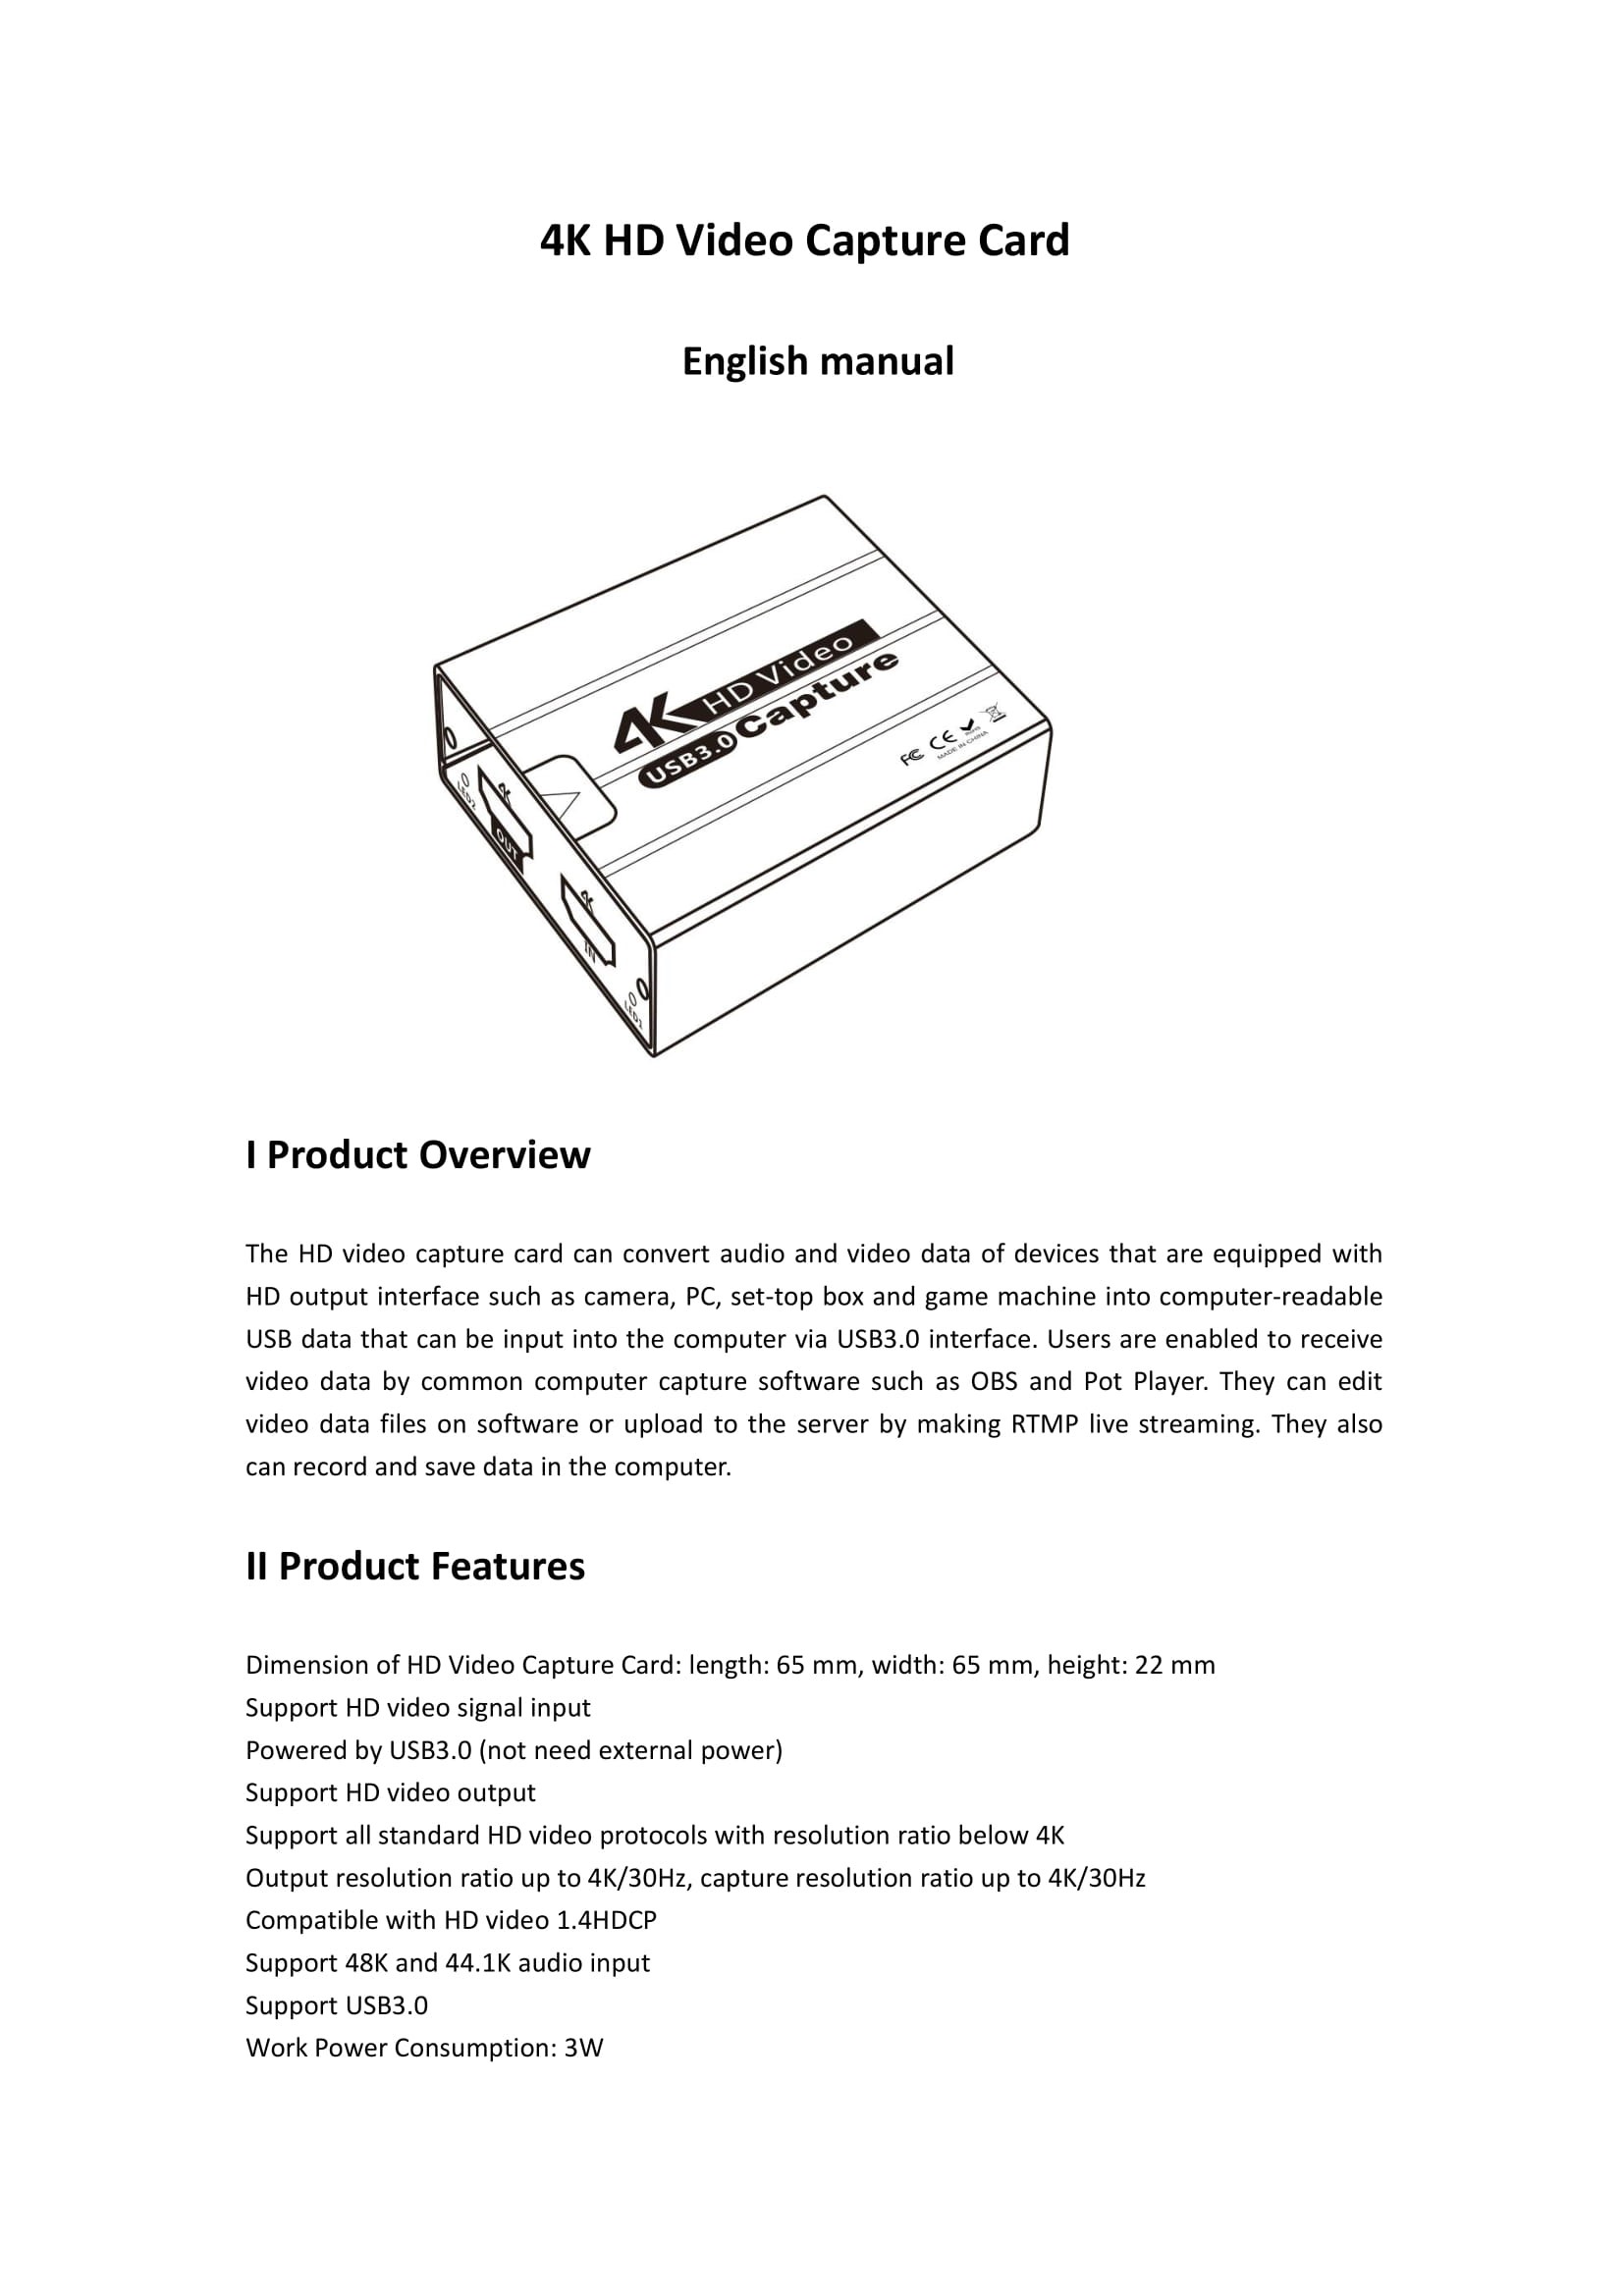 4K HD Video Capture Card
English manual
4K HD Video
USB3.0 Capture
FC CE RoHS
MADE IN CHINA
LED2
OUT
IN
LED1
I Product Overview
The HD video capture card can convert audio and video data of devices that are equipped with
HD output interface such as camera, PC, set-top box and game machine into computer-readable
USB data that can be input into the computer via USB3.0 interface. Users are enabled to receive
video data by common computer capture software such as OBS and Pot Player. They can edit
video data files on software or upload to the server by making RTMP live streaming. They also
can record and save data in the computer.
II Product Features
Dimension of HD Video Capture Card: length: 65 mm, width: 65 mm, height: 22 mm
Support HD video signal input
Powered by USB3.0 (not need external power)
Support HD video output
Support all standard HD video protocols with resolution ratio below 4K
Output resolution ratio up to 4K/30Hz, capture resolution ratio up to 4K/30Hz
Compatible with HD video 1.4HDCP
Support 48K and 44.1K audio input
Support USB3.0
Work Power Consumption: 3W